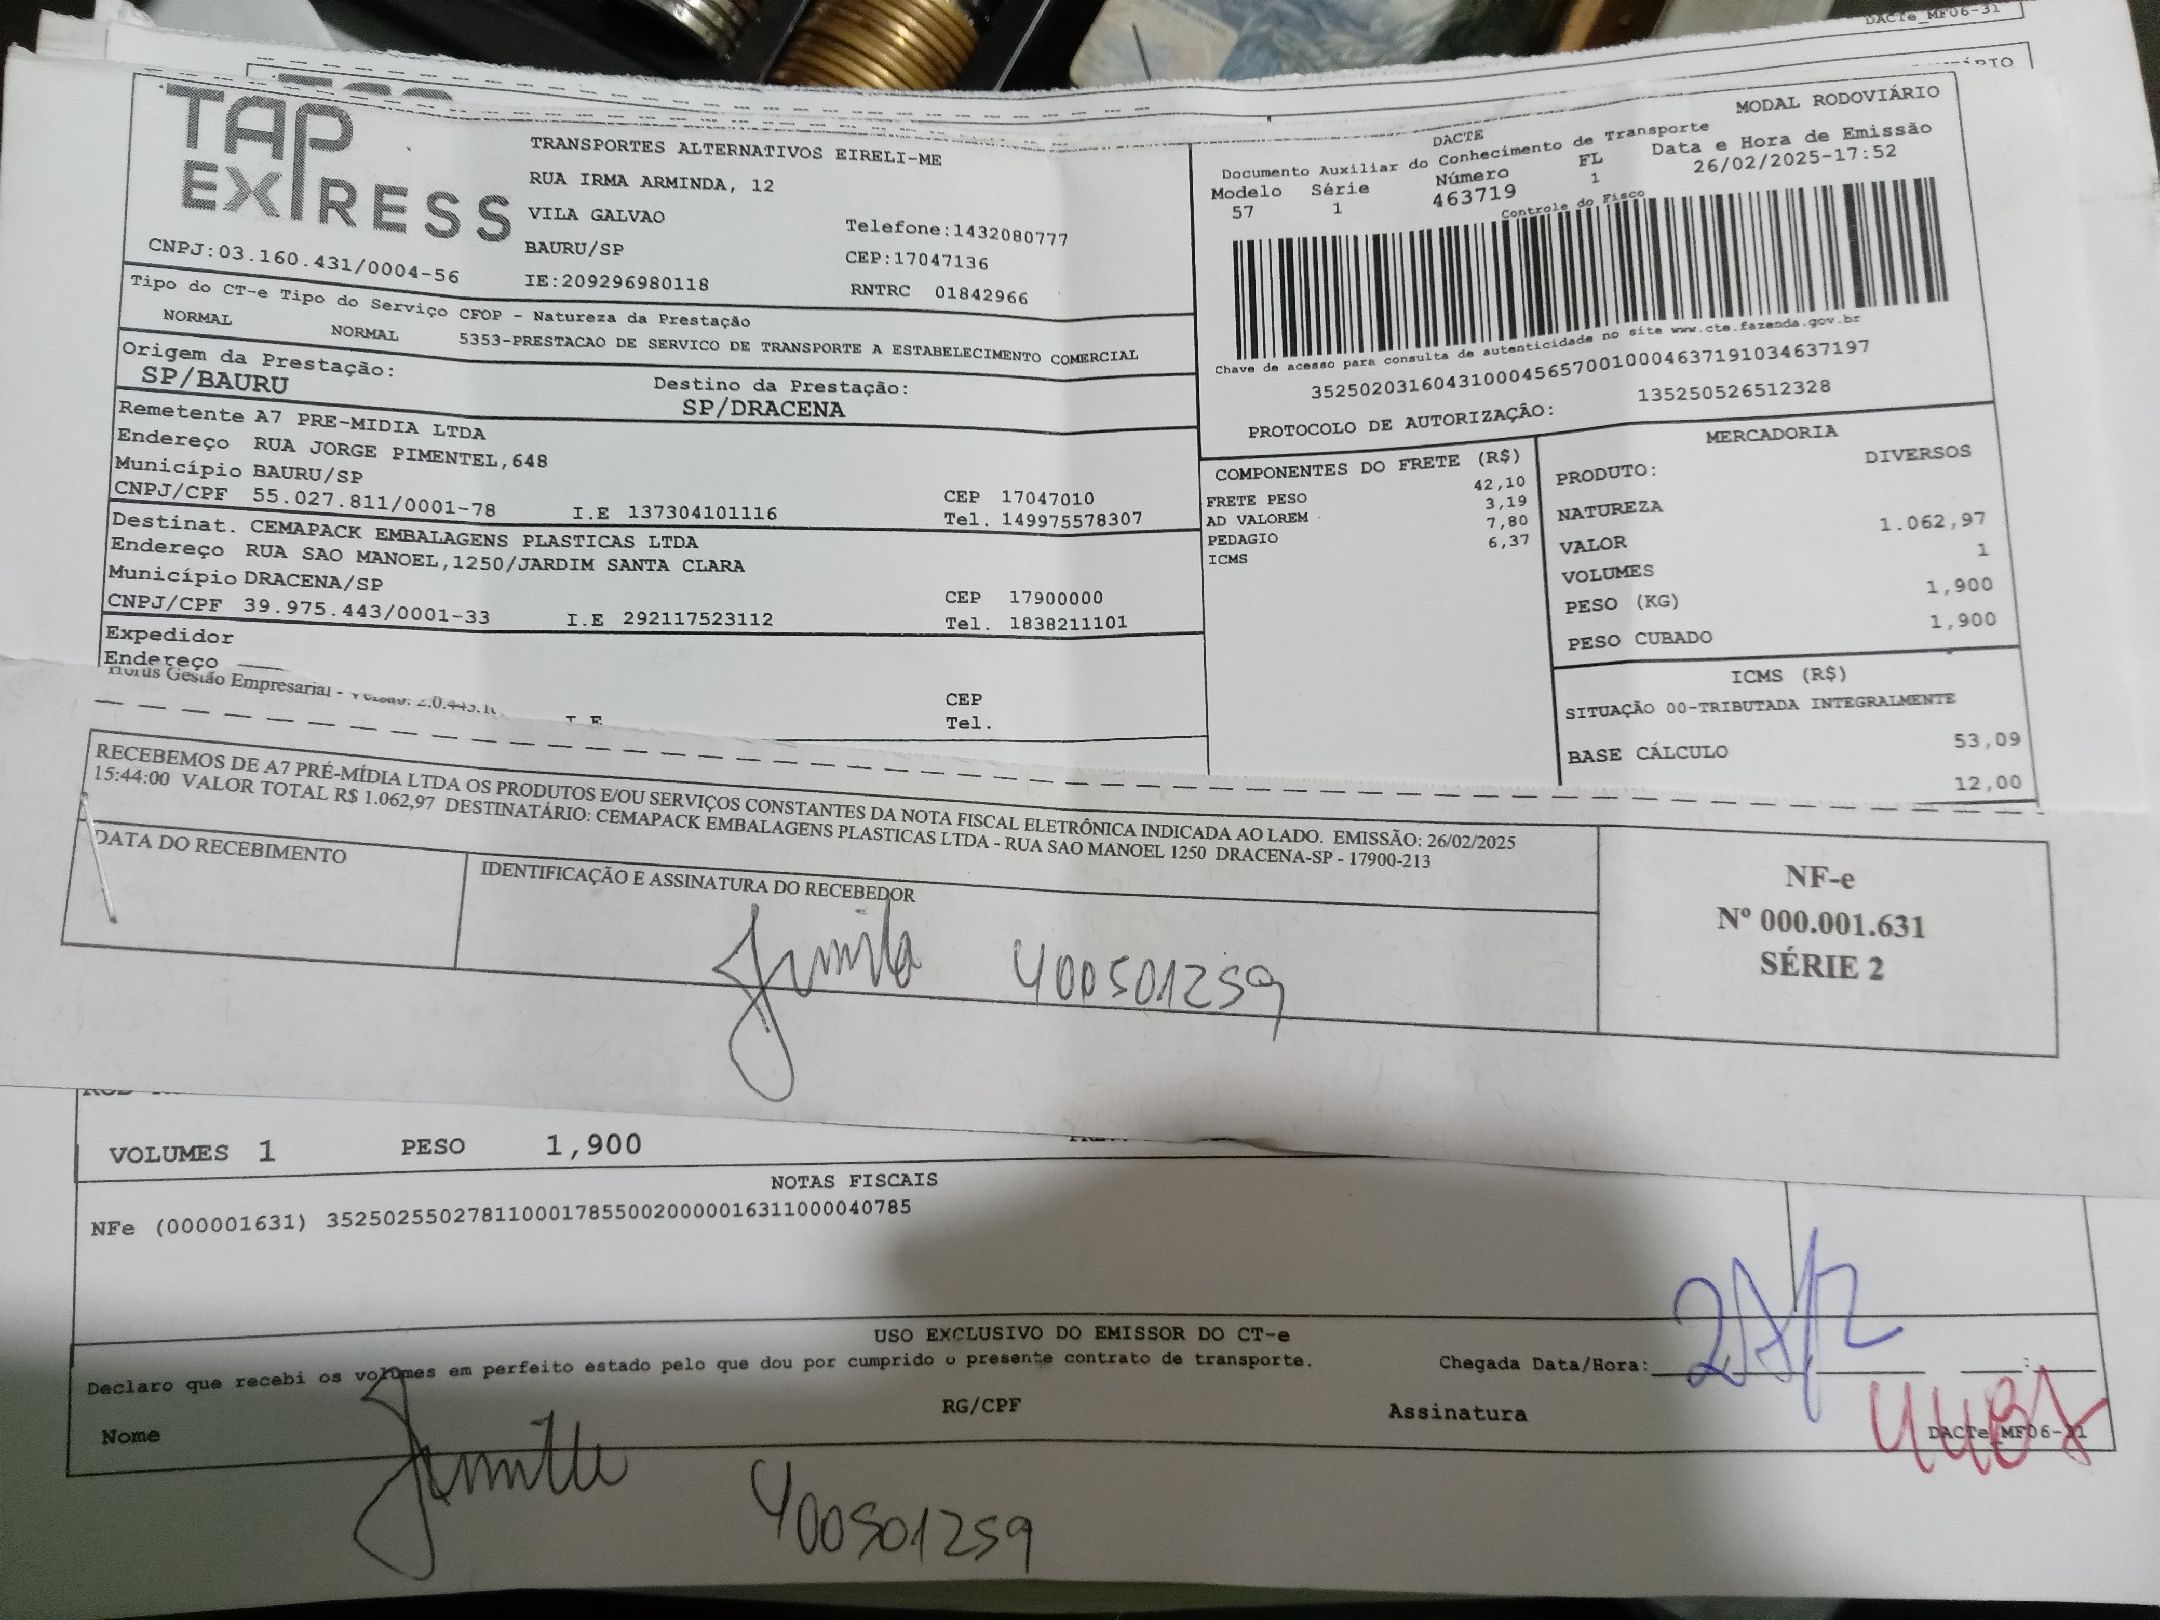 DACTe_MF06-31
TAP
EXPRESS
CNPJ:03.160.431/0004-56
TRANSPORTES ALTERNATIVOS EIRELI-ME
RUA IRMA ARMINDA, 12
VILA GALVAO
BAURU/SP
IE:209296980118
Telefone:1432080777
CEP:17047136
RNTRC 01842966
MODAL RODOVIÁRIO
DACTE
Documento Auxiliar do Conhecimento de Transporte
Modelo Série Número FL Data e Hora de Emissão
57 1 463719 1 26/02/2025-17:52
Controle do Fisco
Chave de acesso para consulta de autenticidade no site www.cte.fazenda.gov.br
35250203160431000456570010004637191034637197
PROTOCOLO DE AUTORIZAÇÃO: 135250526512328
Tipo do CT-e Tipo do Serviço CFOP - Natureza da Prestação
NORMAL NORMAL 5353-PRESTACAO DE SERVICO DE TRANSPORTE A ESTABELECIMENTO COMERCIAL
Origem da Prestação: Destino da Prestação:
SP/BAURU SP/DRACENA
Remetente A7 PRE-MIDIA LTDA
Endereço RUA JORGE PIMENTEL,648
Município BAURU/SP CEP 17047010
CNPJ/CPF 55.027.811/0001-78 I.E 137304101116 Tel. 149975578307
Destinat. CEMAPACK EMBALAGENS PLASTICAS LTDA
Endereço RUA SAO MANOEL,1250/JARDIM SANTA CLARA
Município DRACENA/SP CEP 17900000
CNPJ/CPF 39.975.443/0001-33 I.E 292117523112 Tel. 1838211101
Expedidor
Endereço
CEP
Tel.
COMPONENTES DO FRETE (R$)
FRETE PESO 42,10
AD VALOREM 3,19
PEDAGIO 7,80
ICMS 6,37
MERCADORIA
PRODUTO: DIVERSOS
NATUREZA
VALOR 1.062,97
VOLUMES 1
PESO (KG) 1,900
PESO CUBADO 1,900
ICMS (R$)
SITUAÇÃO 00-TRIBUTADA INTEGRALMENTE
BASE CÁLCULO 53,09
12,00
Horus Gestão Empresarial -
RECEBEMOS DE A7 PRÉ-MÍDIA LTDA OS PRODUTOS E/OU SERVIÇOS CONSTANTES DA NOTA FISCAL ELETRÔNICA INDICADA AO LADO. EMISSÃO: 26/02/2025
15:44:00 VALOR TOTAL R$ 1.062,97 DESTINATÁRIO: CEMAPACK EMBALAGENS PLASTICAS LTDA - RUA SAO MANOEL 1250 DRACENA-SP - 17900-213
DATA DO RECEBIMENTO
IDENTIFICAÇÃO E ASSINATURA DO RECEBEDOR
400501259
NF-e
Nº 000.001.631
SÉRIE 2
VOLUMES 1 PESO 1,900
NOTAS FISCAIS
NFe (000001631) 35250255027811000178550020000016311000040785
USO EXCLUSIVO DO EMISSOR DO CT-e
Declaro que recebi os volumes em perfeito estado pelo que dou por cumprido o presente contrato de transporte. Chegada Data/Hora:
Nome RG/CPF Assinatura
DACTe_MF06-31
400501259